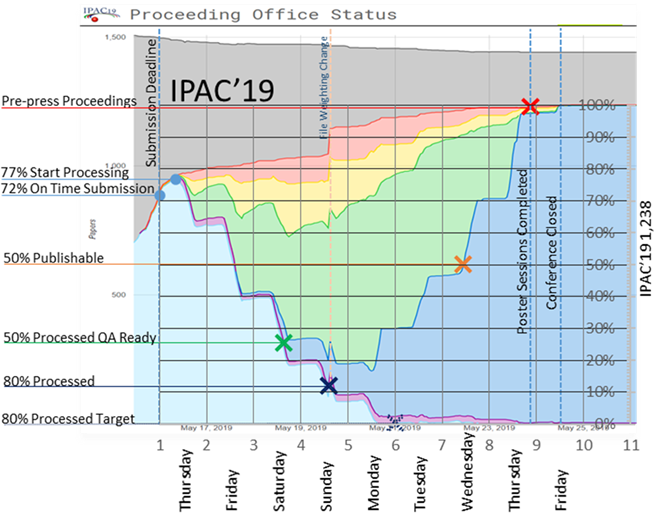 IPAC19
Proceeding Office Status
1,500
Submission Deadline
File Weighting Change
IPAC'19
Pre-press Proceedings
100%
90%
77% Start Processing
1,000
80%
72% On Time Submission
70%
Papers
60%
Poster Sessions Completed
Conference Closed
IPAC'19 1,238
50% Publishable
50%
500
40%
30%
50% Processed QA Ready
20%
80% Processed
10%
80% Processed Target
0%
May 17, 2019
May 19, 2019
May 23, 2019
May 25,
1 2 3 4 5 6 7 8 9 10 11
Thursday
Friday
Saturday
Sunday
Monday
Tuesday
Wednesday
Thursday
Friday